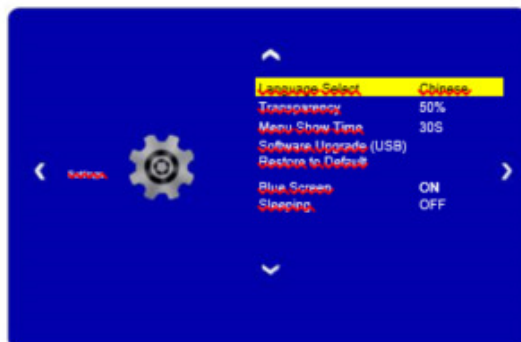 Language Select Chinese
Transparency 50%
Menu Show Time 30S
Software Upgrade (USB)
Restore to Default
Settings
Blue Screen ON
Sleeping OFF